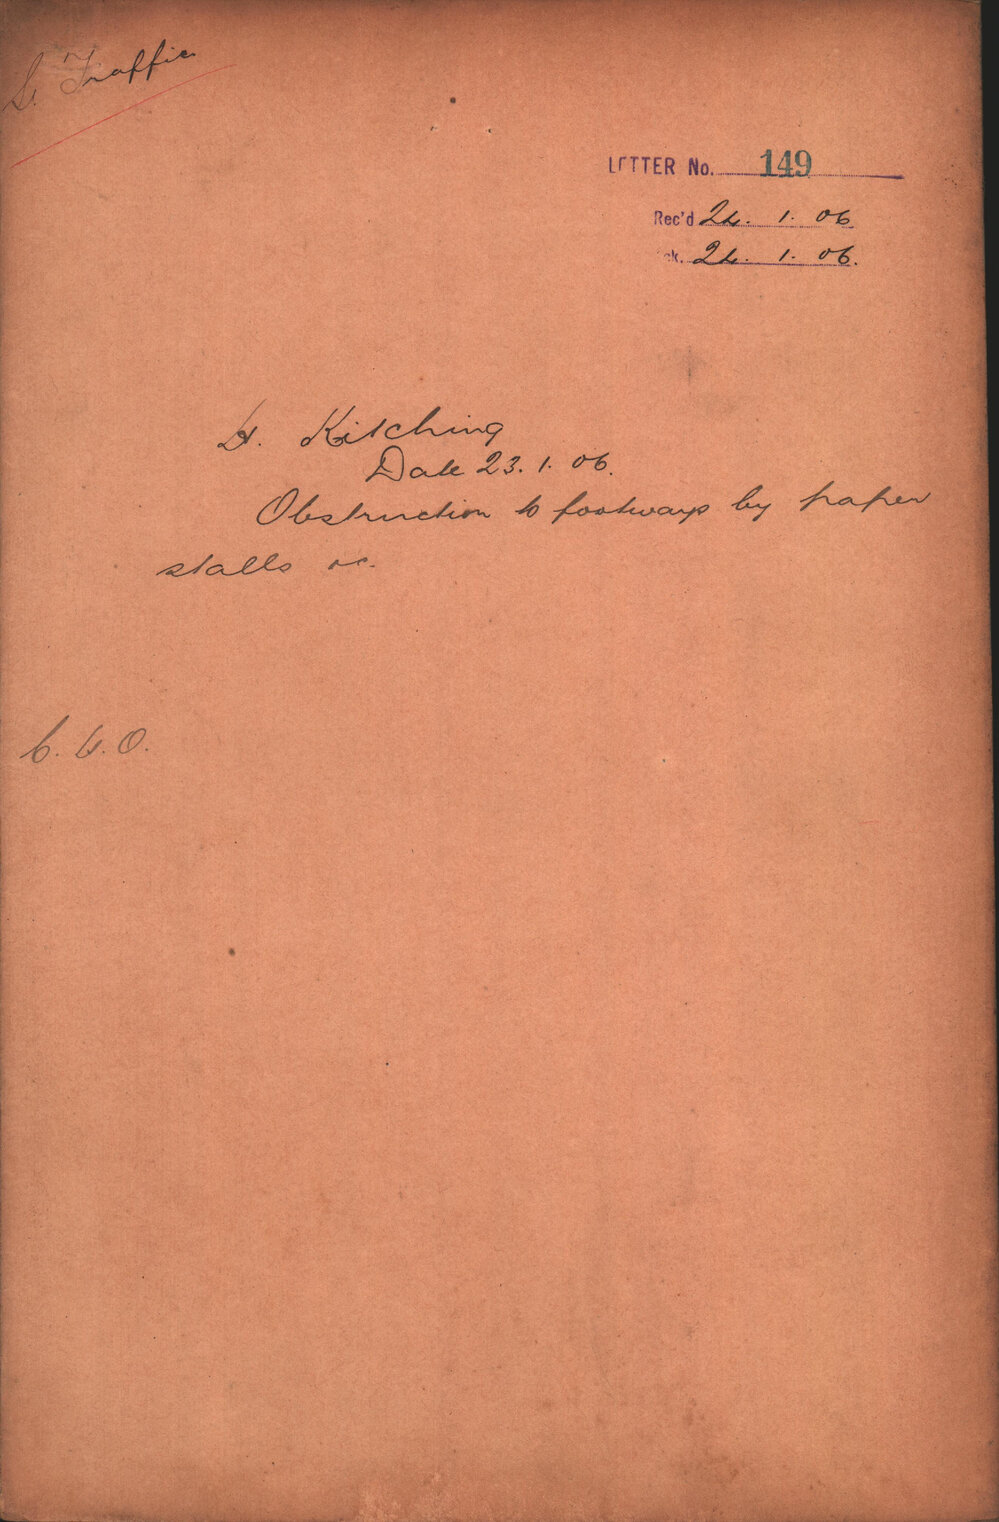 S. Traffic
LETTER No. 149
Rec'd 24. 1. 06
ck. 24. 1. 06.
H. Kitching
Date 23. 1. 06.
Obstruction to footways by paper
stalls &c.
C. G. O.